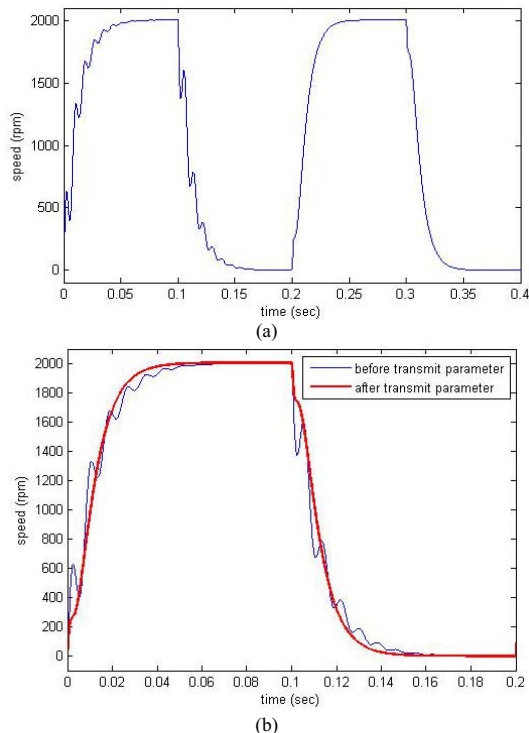 2000
1500
1000
500
0
speed (rpm)
0 0.05 0.1 0.15 0.2 0.25 0.3 0.35 0.4
time (sec)
(a)
2000
1800
1600
1400
1200
1000
800
600
400
200
0
speed (rpm)
before transmit parameter
after transmit parameter
0 0.02 0.04 0.06 0.08 0.1 0.12 0.14 0.16 0.18 0.2
time (sec)
(b)